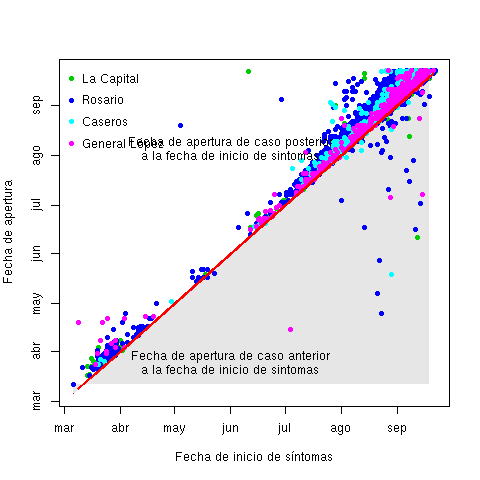 La Capital
Rosario
Caseros
General López
Fecha de apertura de caso posterior
a la fecha de inicio de sintomas
Fecha de apertura de caso anterior
a la fecha de inicio de sintomas
Fecha de apertura
mar
abr
may
jun
jul
ago
sep
mar abr may jun jul ago sep
Fecha de inicio de síntomas